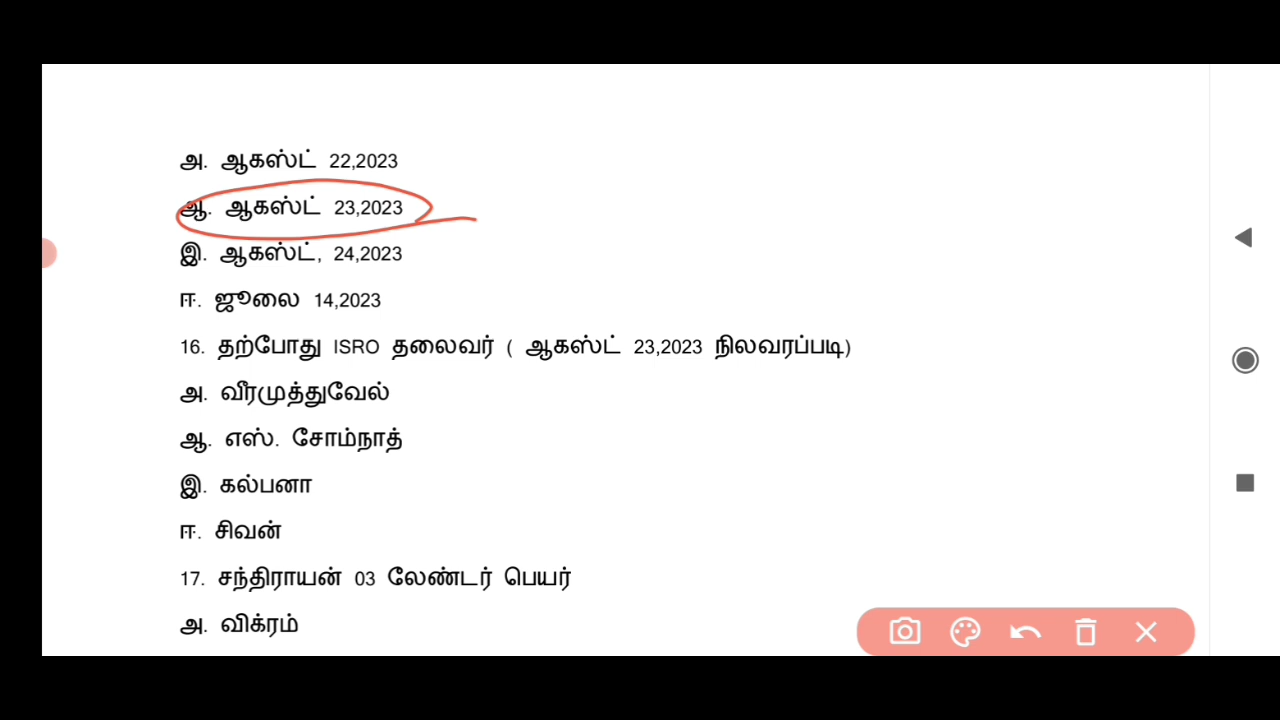 அ. ஆகஸ்ட் 22,2023
ஆ. ஆகஸ்ட் 23,2023
இ. ஆகஸ்ட், 24,2023
ஈ. ஜூலை 14,2023
16. தற்போது ISRO தலைவர் ( ஆகஸ்ட் 23,2023 நிலவரப்படி)
அ. வீரமுத்துவேல்
ஆ. எஸ். சோம்நாத்
இ. கல்பனா
ஈ. சிவன்
17. சந்திராயன் 03 லேண்டர் பெயர்
அ. விக்ரம்